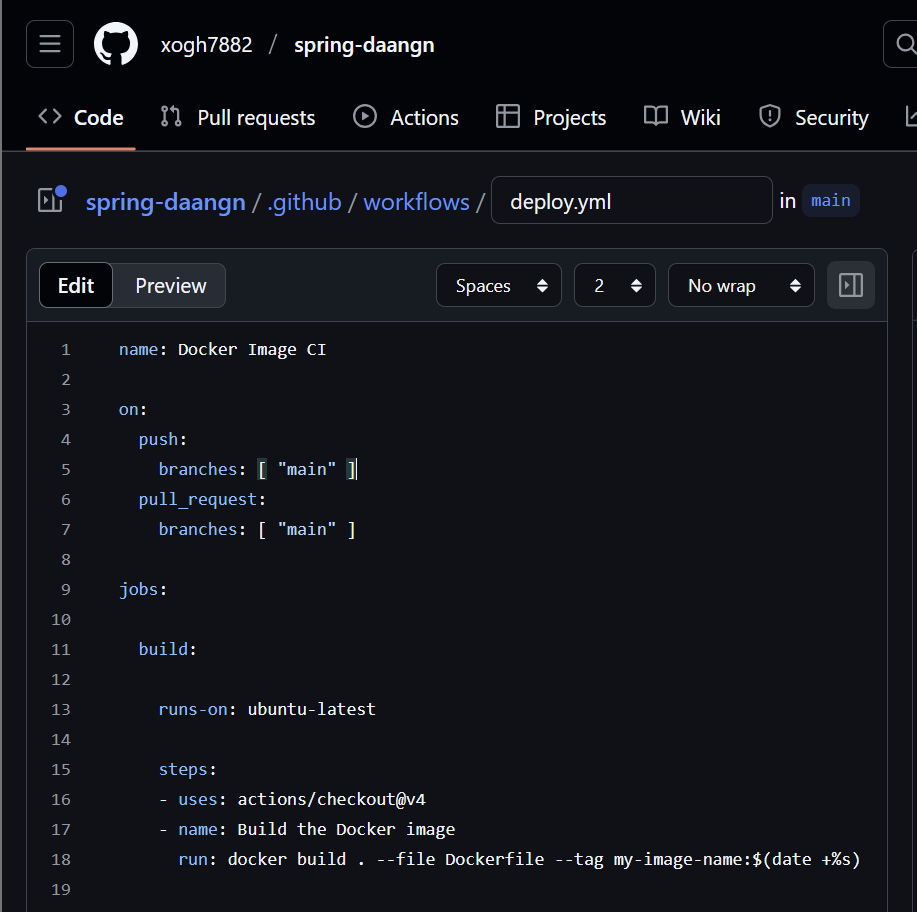 xogh7882 / spring-daangn
Code Pull requests Actions Projects Wiki Security
spring-daangn / .github / workflows / deploy.yml in main
Edit Preview Spaces 2 No wrap
1 name: Docker Image CI
2
3 on:
4 push:
5 branches: [ "main" ]
6 pull_request:
7 branches: [ "main" ]
8
9 jobs:
10
11 build:
12
13 runs-on: ubuntu-latest
14
15 steps:
16 - uses: actions/checkout@v4
17 - name: Build the Docker image
18 run: docker build . --file Dockerfile --tag my-image-name:$(date +%s)
19